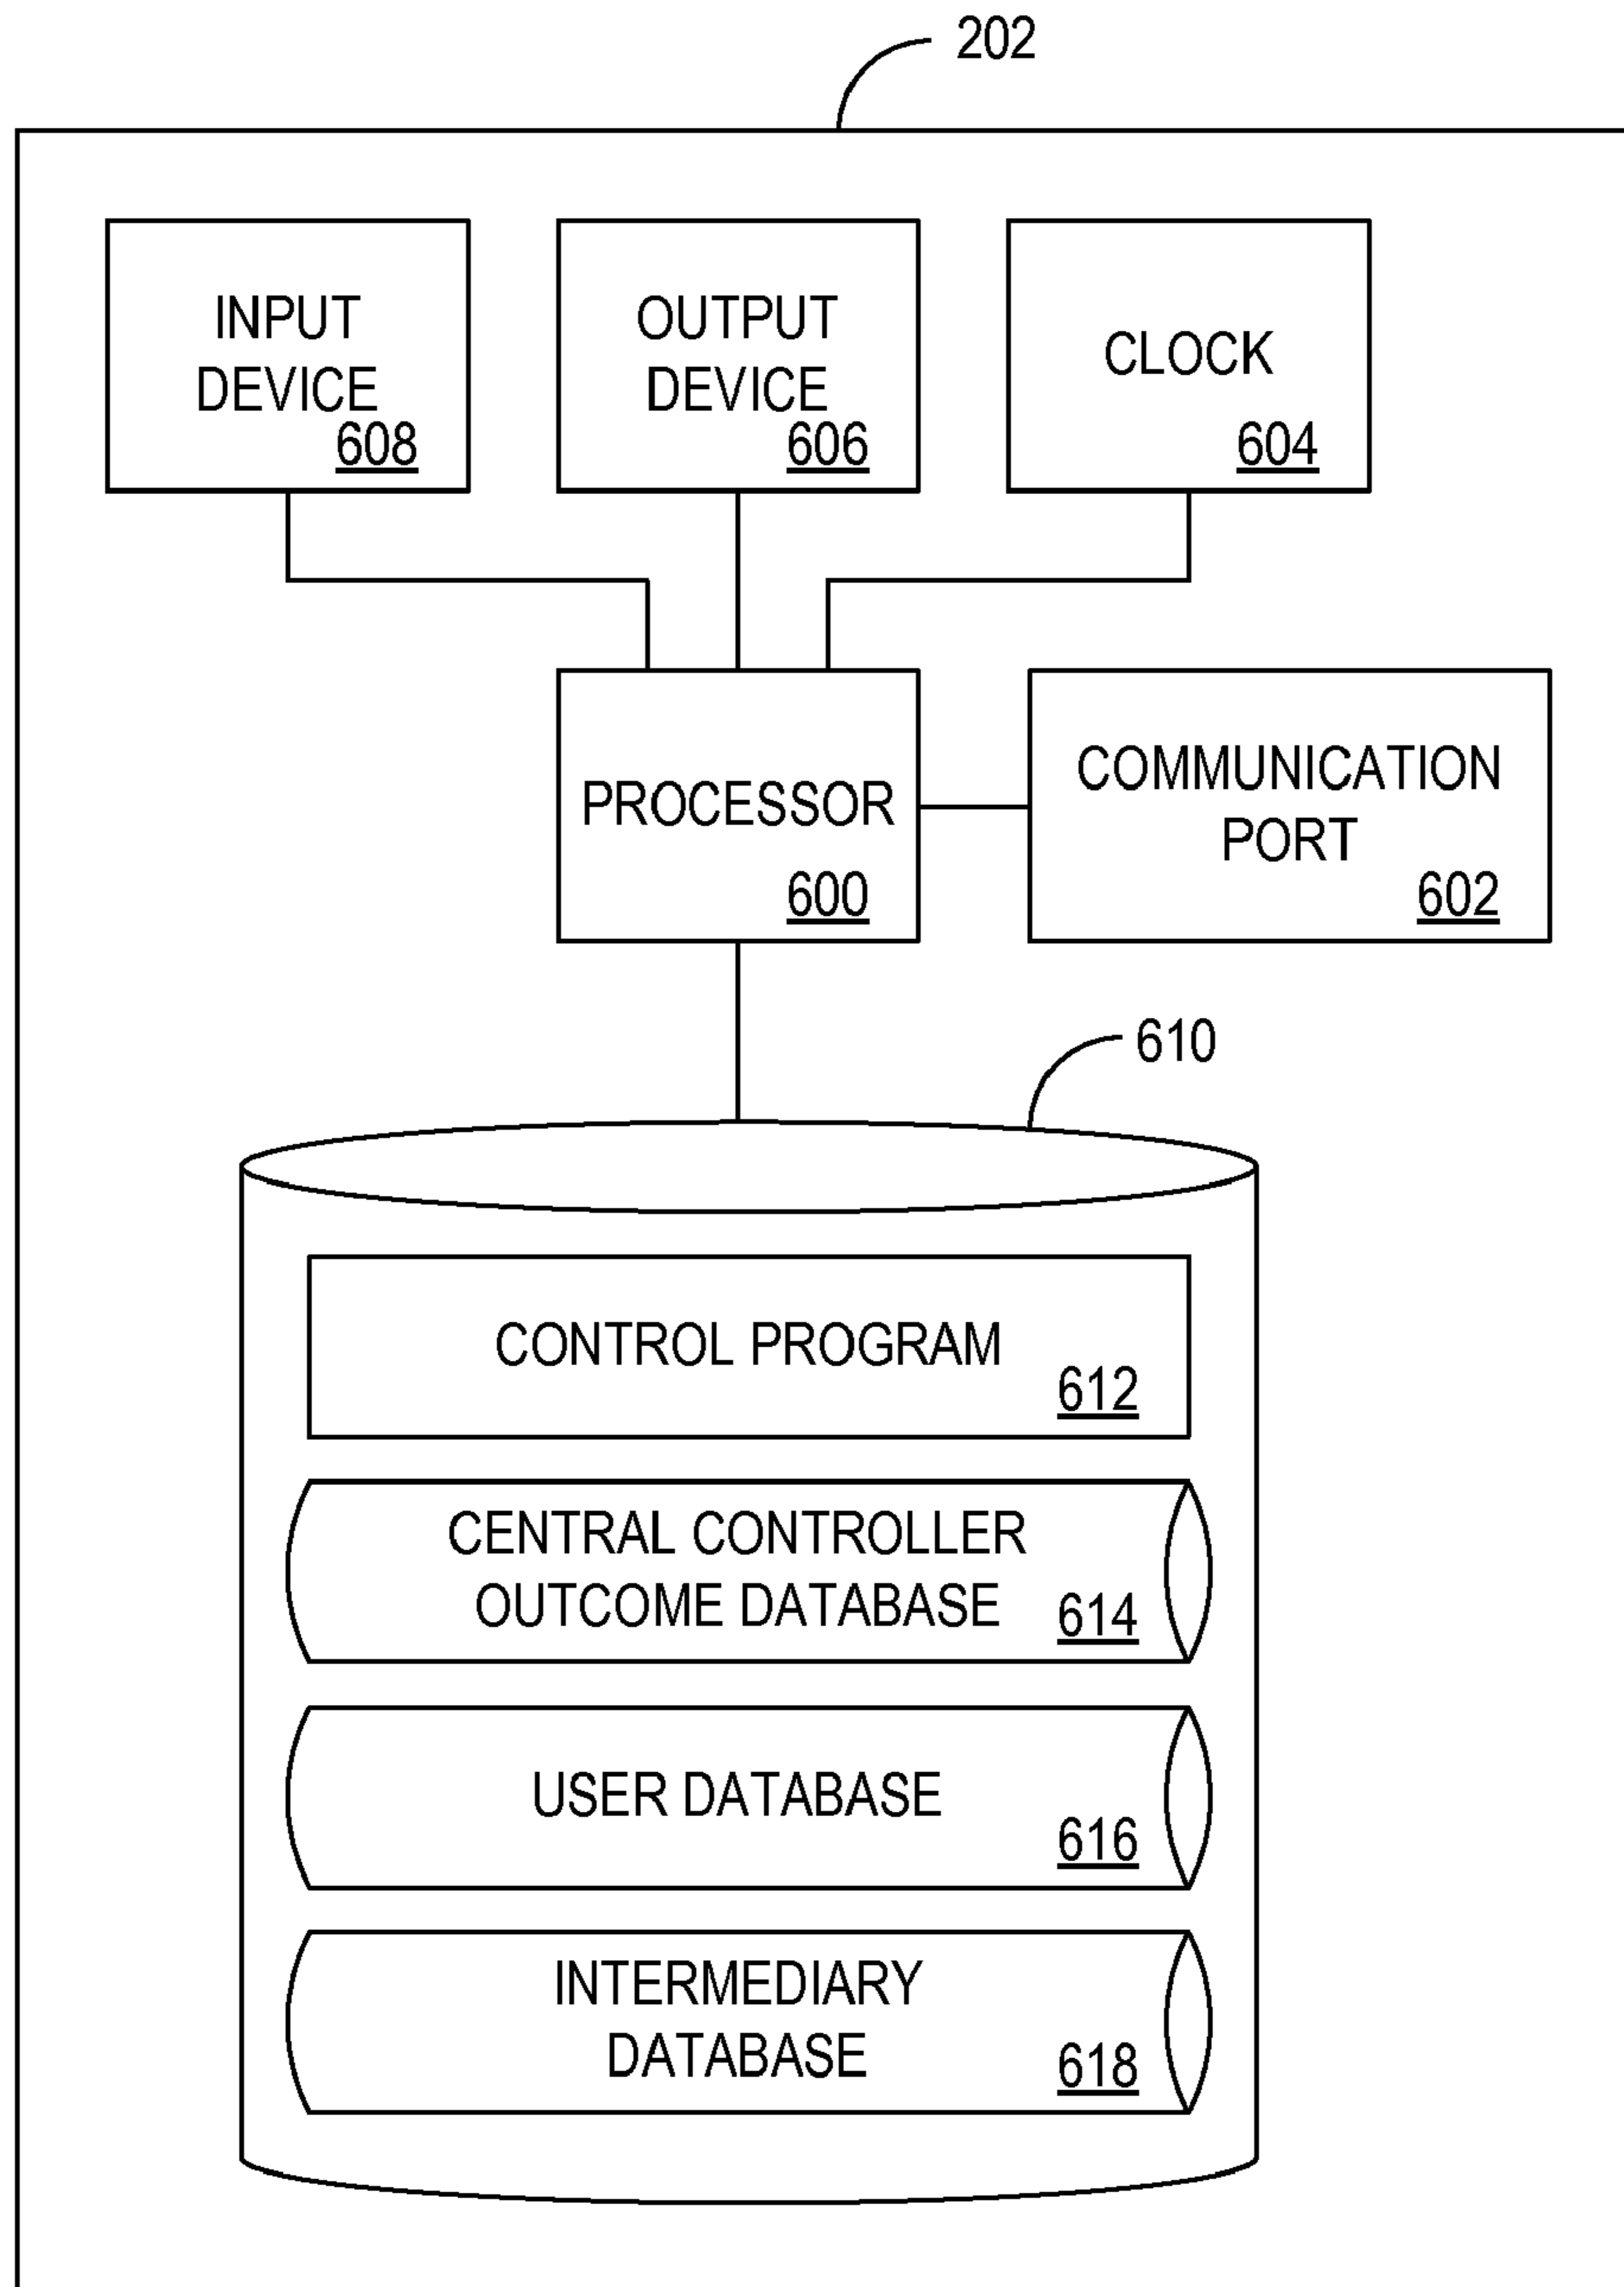 202
INPUT
DEVICE
608
OUTPUT
DEVICE
606
CLOCK
604
PROCESSOR
600
COMMUNICATION
PORT
602
610
CONTROL PROGRAM
612
CENTRAL CONTROLLER
OUTCOME DATABASE
614
USER DATABASE
616
INTERMEDIARY
DATABASE
618